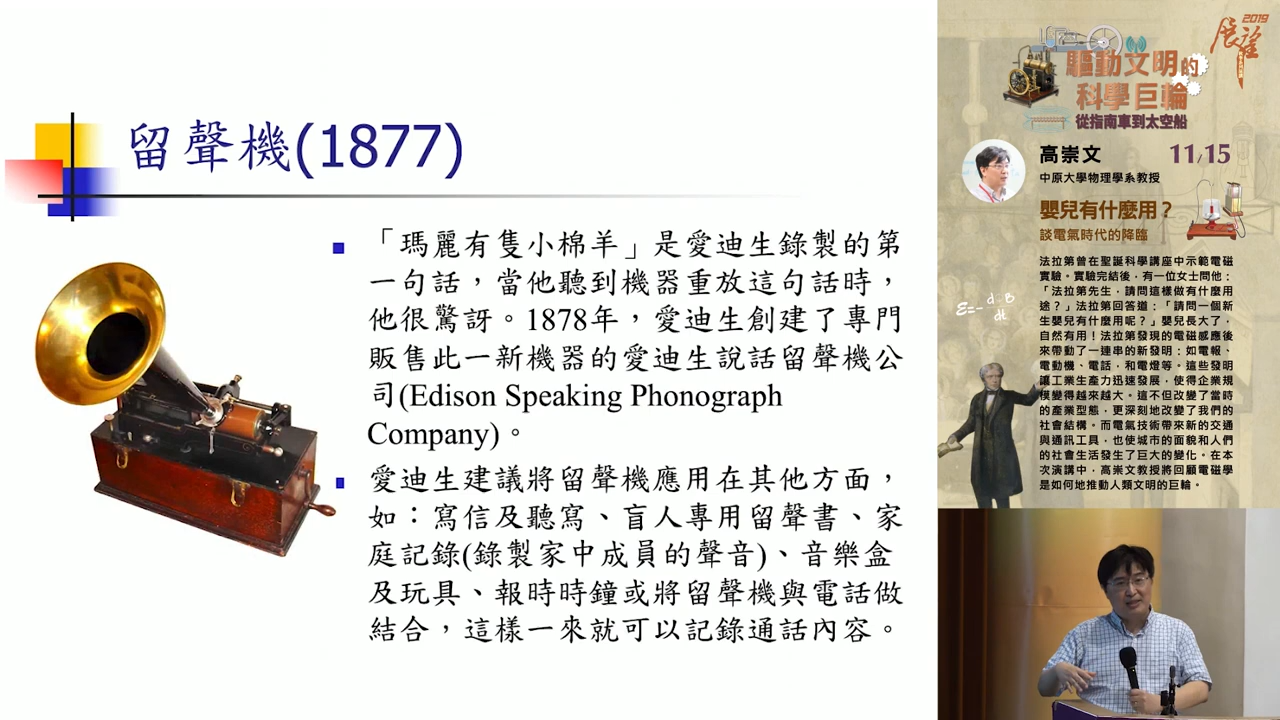 留聲機(1877)
「瑪麗有隻小棉羊」是愛迪生錄製的第
一句話，當他聽到機器重放這句話時，
他很驚訝。1878年，愛迪生創建了專門
販售此一新機器的愛迪生說話留聲機公
司(Edison Speaking Phonograph
Company)。
愛迪生建議將留聲機應用在其他方面，
如：寫信及聽寫、盲人專用留聲書、家
庭記錄(錄製家中成員的聲音)、音樂盒
及玩具、報時時鐘或將留聲機與電話做
結合，這樣一來就可以記錄通話內容。
2019
展望
驅動文明的
科學巨輪
從指南車到太空船
高崇文 11/15
中原大學物理學系教授
嬰兒有什麼用？
談電氣時代的降臨
法拉第曾在聖誕科學講座中示範電磁
實驗。實驗完結後，有一位女士問他：
「法拉第先生，請問這樣做有什麼用
途？」法拉第回答道：「請問一個新
生嬰兒有什麼用呢？」嬰兒長大了，
自然有用！法拉第發現的電磁感應後
來帶動了一連串的新發明：如電報、
電動機、電話，和電燈等。這些發明
讓工業生產力迅速發展，使得企業規
模變得越來越大。這不但改變了當時
的產業型態，更深刻地改變了我們的
社會結構。而電氣技術帶來新的交通
與通訊工具，也使城市的面貌和人們
的社會生活發生了巨大的變化。在本
次演講中，高崇文教授將回顧電磁學
是如何地推動人類文明的巨輪。